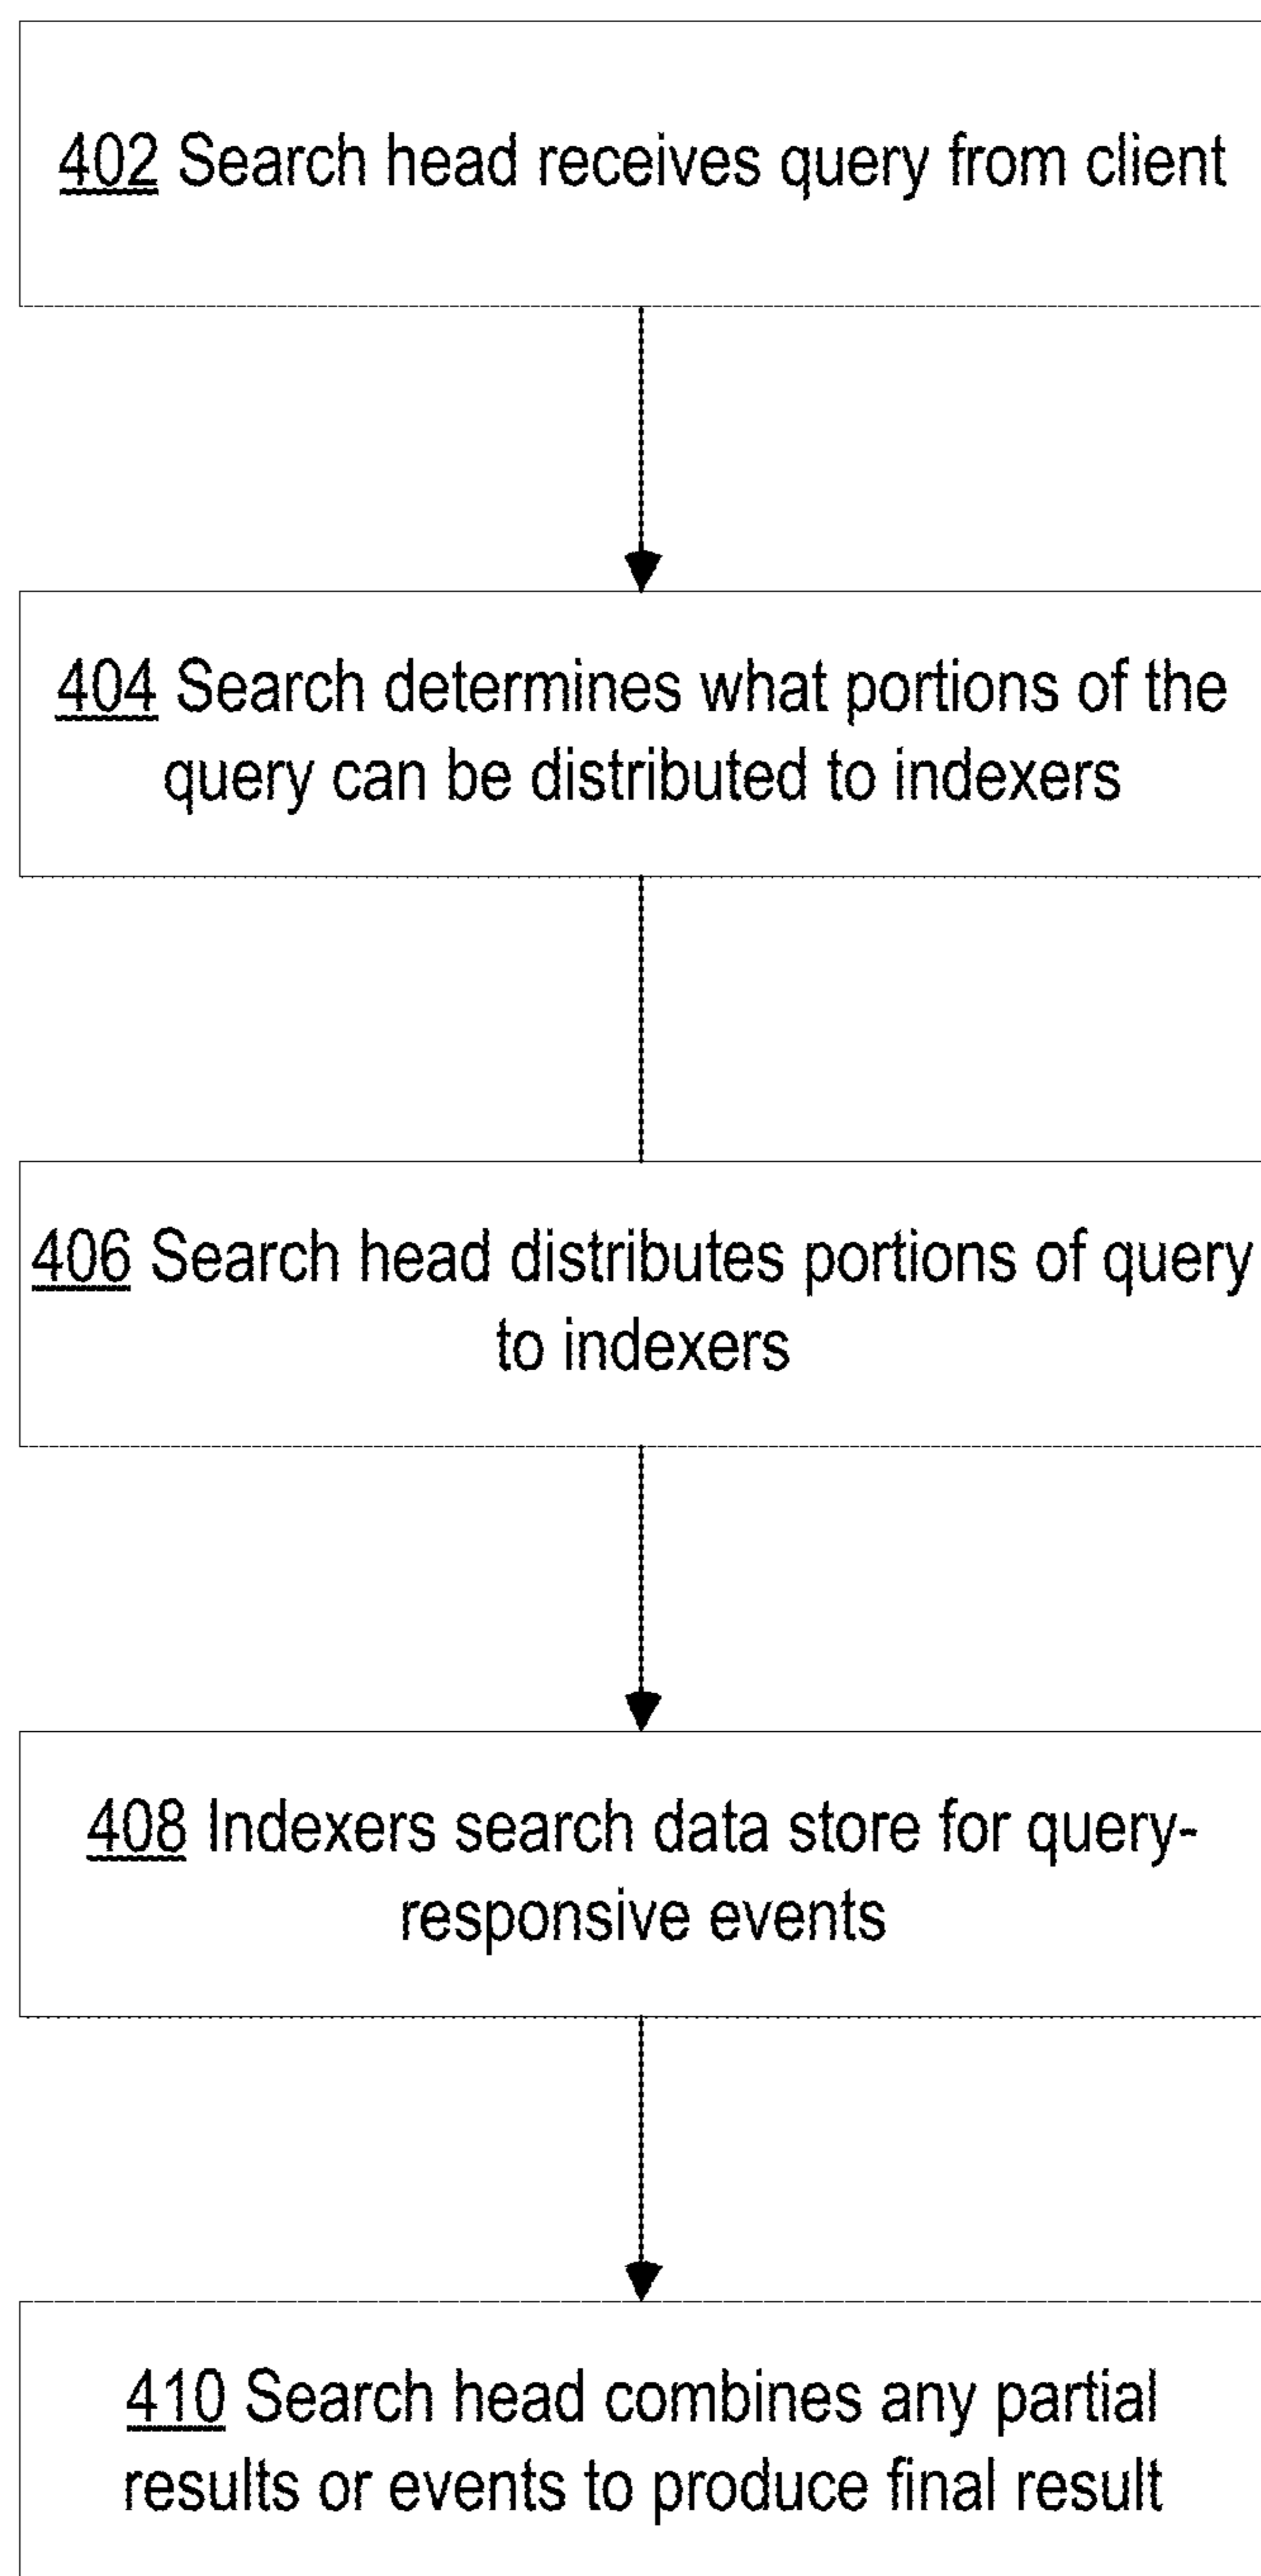 402 Search head receives query from client
404 Search determines what portions of the
query can be distributed to indexers
406 Search head distributes portions of query
to indexers
408 Indexers search data store for query-
responsive events
410 Search head combines any partial
results or events to produce final result